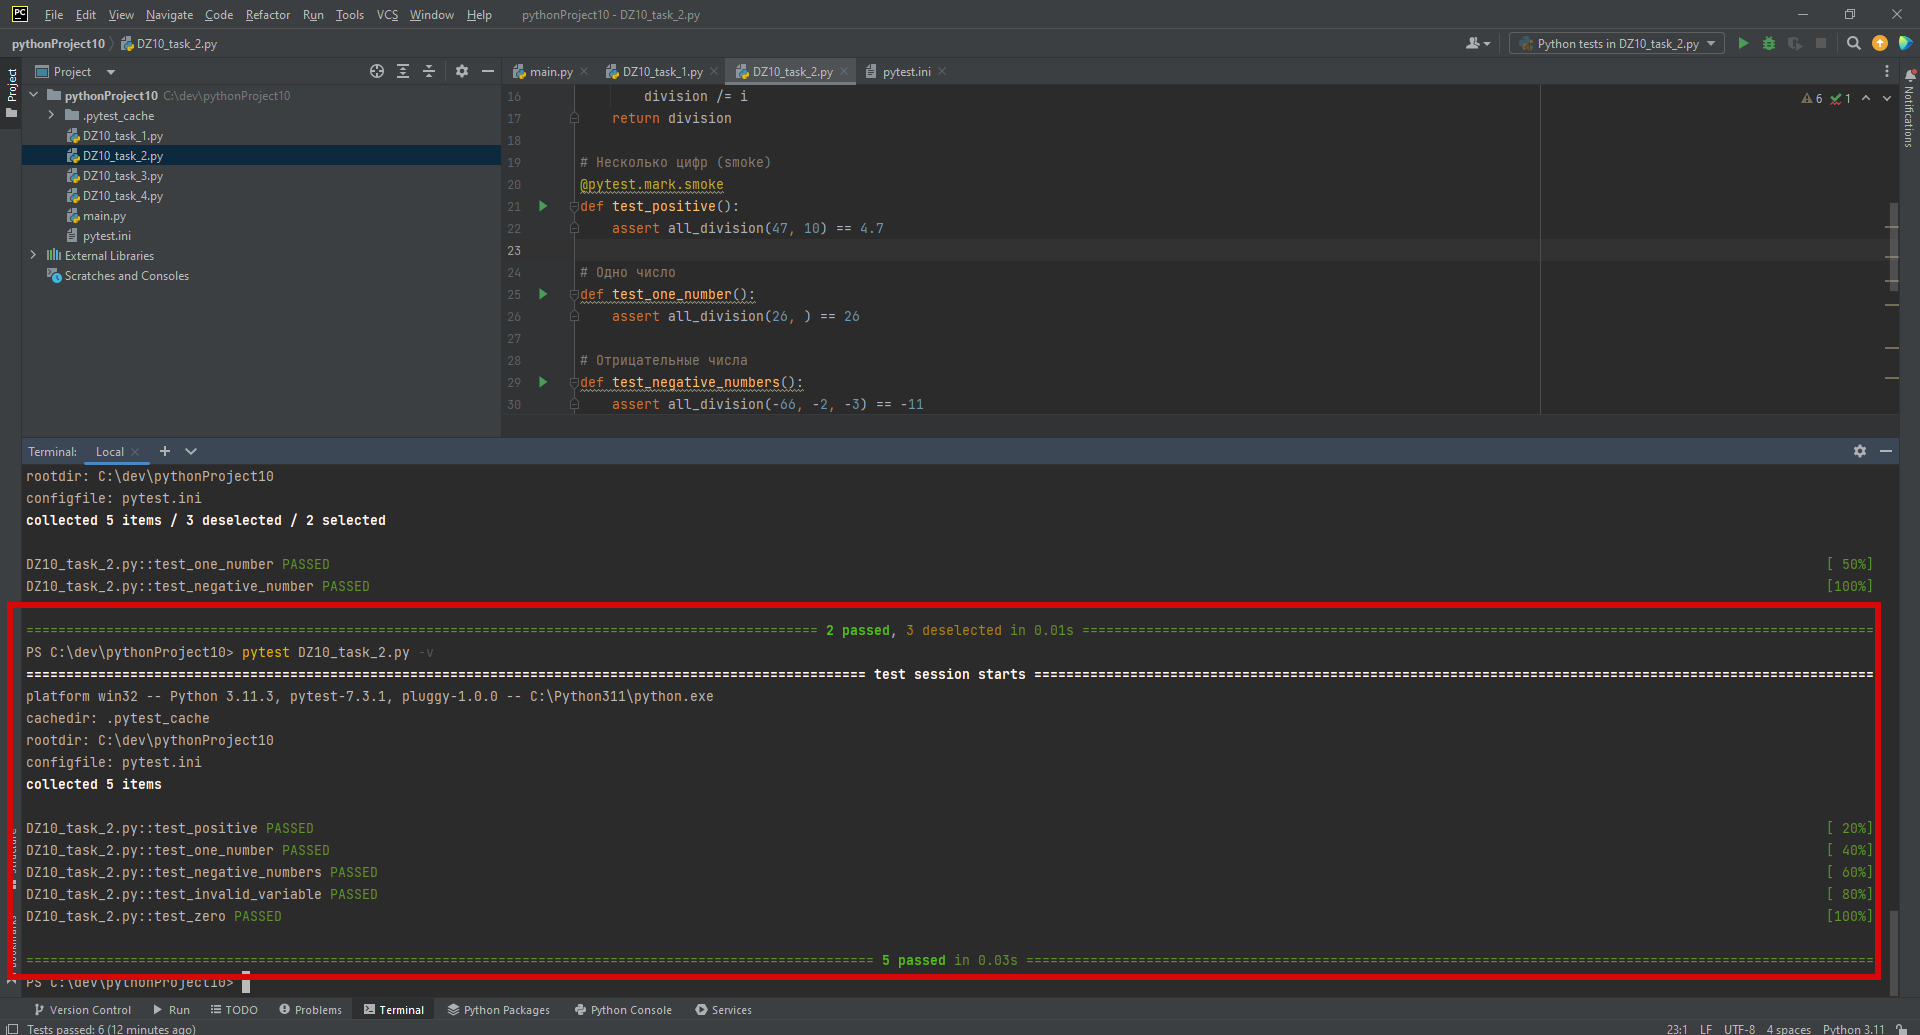 PC File Edit View Navigate Code Refactor Run Tools VCS Window Help pythonProject10 - DZ10_task_2.py
pythonProject10 DZ10_task_2.py
Python tests in DZ10_task_2.py
Project
Project
Notifications
main.py DZ10_task_1.py DZ10_task_2.py pytest.ini
pythonProject10 C:\dev\pythonProject10
.pytest_cache
DZ10_task_1.py
DZ10_task_2.py
DZ10_task_3.py
DZ10_task_4.py
main.py
pytest.ini
External Libraries
Scratches and Consoles
6 1
16 division /= i
17 return division
18
19 # Несколько цифр (smoke)
20 @pytest.mark.smoke
21 def test_positive():
22 assert all_division(47, 10) == 4.7
23
24 # Одно число
25 def test_one_number():
26 assert all_division(26, ) == 26
27
28 # Отрицательные числа
29 def test_negative_numbers():
30 assert all_division(-66, -2, -3) == -11
Terminal: Local
rootdir: C:\dev\pythonProject10
configfile: pytest.ini
collected 5 items / 3 deselected / 2 selected
DZ10_task_2.py::test_one_number PASSED [ 50%]
DZ10_task_2.py::test_negative_number PASSED [100%]
2 passed, 3 deselected in 0.01s
PS C:\dev\pythonProject10> pytest DZ10_task_2.py -v
test session starts
platform win32 -- Python 3.11.3, pytest-7.3.1, pluggy-1.0.0 -- C:\Python311\python.exe
cachedir: .pytest_cache
rootdir: C:\dev\pythonProject10
configfile: pytest.ini
collected 5 items
DZ10_task_2.py::test_positive PASSED [ 20%]
DZ10_task_2.py::test_one_number PASSED [ 40%]
DZ10_task_2.py::test_negative_numbers PASSED [ 60%]
DZ10_task_2.py::test_invalid_variable PASSED [ 80%]
DZ10_task_2.py::test_zero PASSED [100%]
5 passed in 0.03s
PS C:\dev\pythonProject10>
Version Control Run TODO Problems Terminal Python Packages Python Console Services
Tests passed: 6 (12 minutes ago) 23:1 LF UTF-8 4 spaces Python 3.11